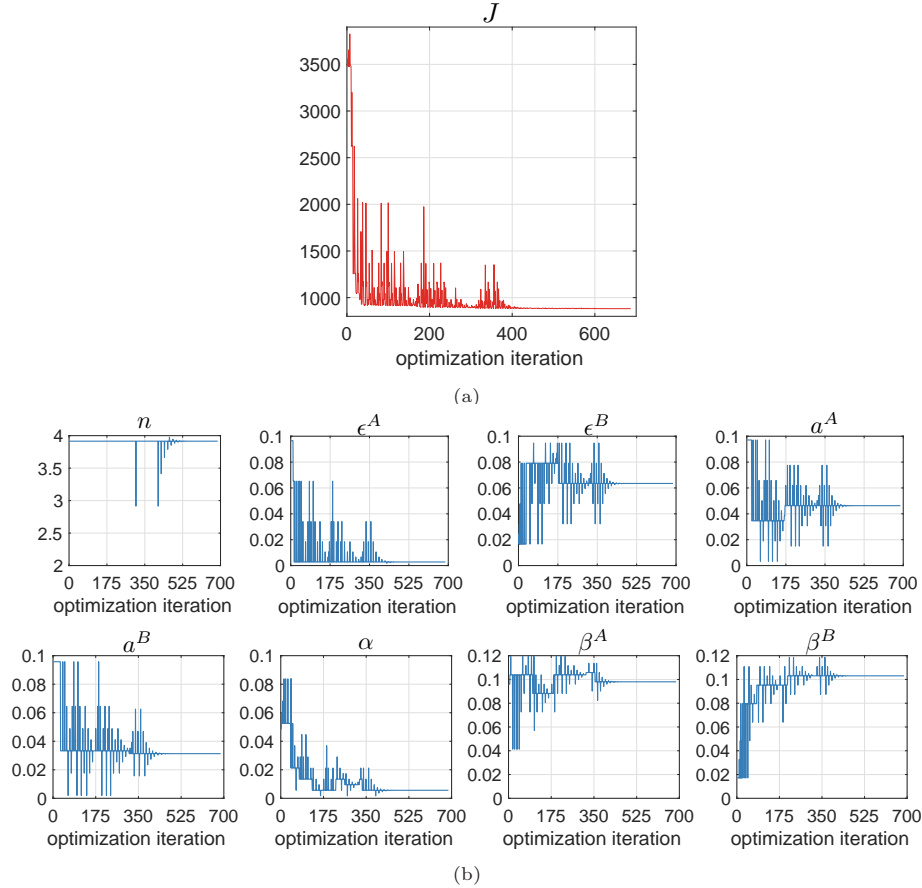 J
3500
3000
2500
2000
1500
1000
0 200 400 600
optimization iteration
(a)
n
4
3.5
3
2.5
2
0 175 350 525 700
optimization iteration
ϵ^A
0.1
0.08
0.06
0.04
0.02
0
0 175 350 525 700
optimization iteration
ϵ^B
0.1
0.08
0.06
0.04
0.02
0
0 175 350 525 700
optimization iteration
a^A
0.1
0.08
0.06
0.04
0.02
0
0 175 350 525 700
optimization iteration
a^B
0.1
0.08
0.06
0.04
0.02
0
0 175 350 525 700
optimization iteration
α
0.1
0.08
0.06
0.04
0.02
0
0 175 350 525 700
optimization iteration
β^A
0.12
0.1
0.08
0.06
0.04
0.02
0
0 175 350 525 700
optimization iteration
β^B
0.12
0.1
0.08
0.06
0.04
0.02
0
0 175 350 525 700
optimization iteration
(b)